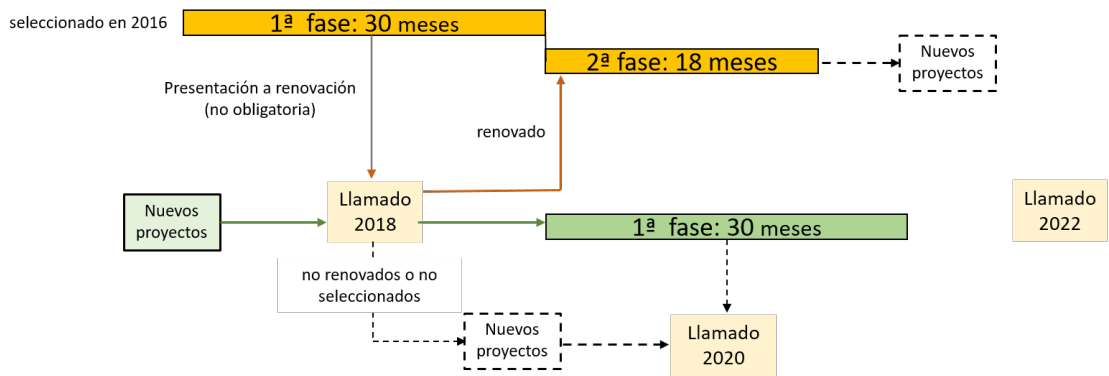 seleccionado en 2016
1ª fase: 30 meses
2ª fase: 18 meses
Nuevos
proyectos
Presentación a renovación
(no obligatoria)
renovado
Nuevos
proyectos
Llamado
2018
1ª fase: 30 meses
Llamado
2022
no renovados o no
seleccionados
Nuevos
proyectos
Llamado
2020